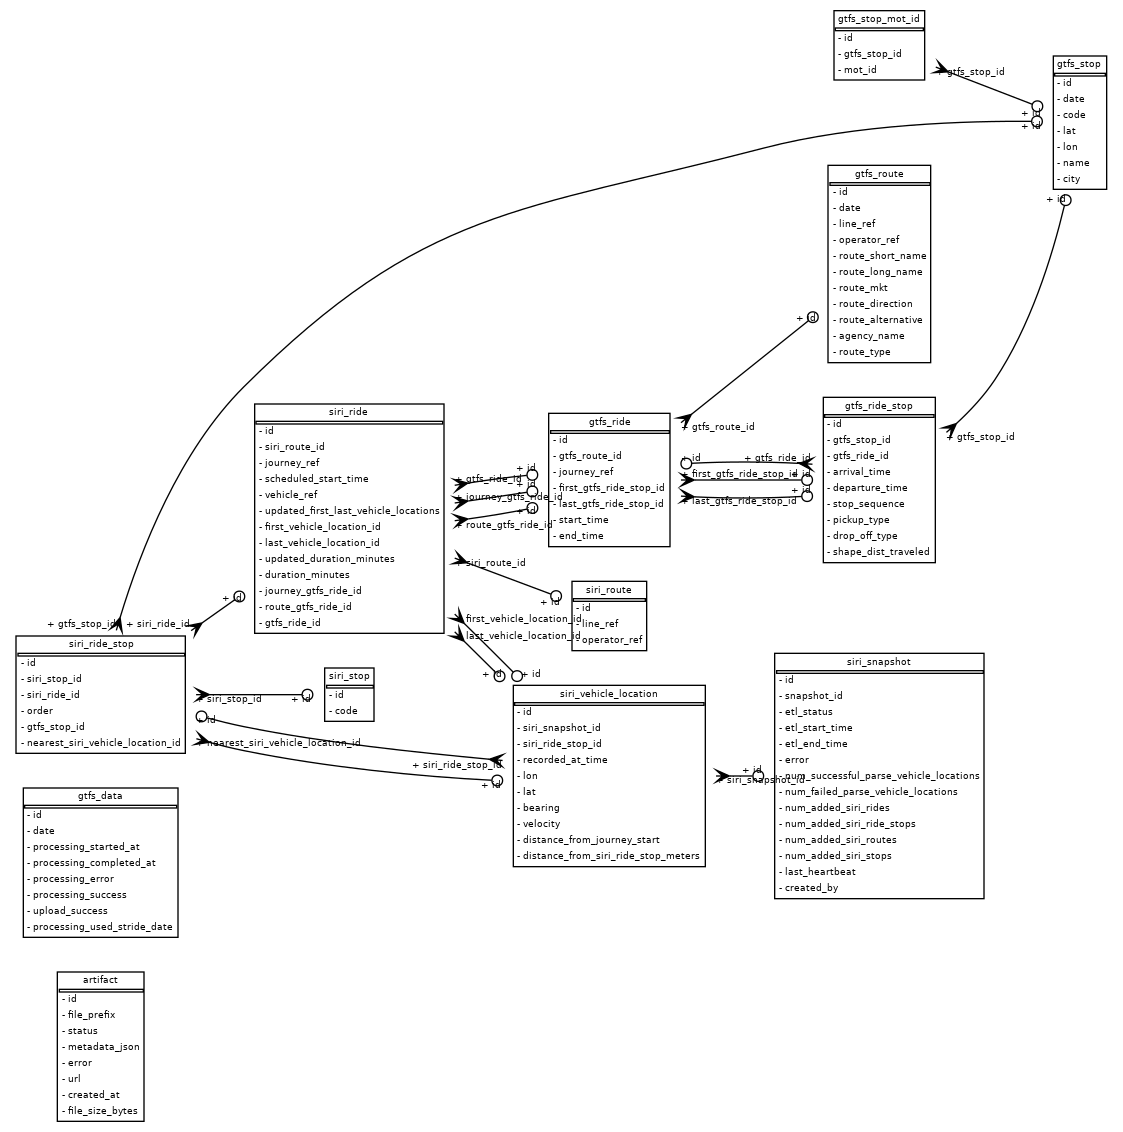 gtfs_stop_mot_id
- id
- gtfs_stop_id
- mot_id
+ gtfs_stop_id
+ id
+ id
gtfs_stop
- id
- date
- code
- lat
- lon
- name
- city
+ id
gtfs_route
- id
- date
- line_ref
- operator_ref
- route_short_name
- route_long_name
- route_mkt
- route_direction
- route_alternative
- agency_name
- route_type
+ id
+ gtfs_route_id
siri_ride
- id
- siri_route_id
- journey_ref
- scheduled_start_time
- vehicle_ref
- updated_first_last_vehicle_locations
- first_vehicle_location_id
- last_vehicle_location_id
- updated_duration_minutes
- duration_minutes
- journey_gtfs_ride_id
- route_gtfs_ride_id
- gtfs_ride_id
+ id
+ gtfs_ride_id
+ id
+ journey_gtfs_ride_id
+ id
+ route_gtfs_ride_id
gtfs_ride
- id
- gtfs_route_id
- journey_ref
- first_gtfs_ride_stop_id
- last_gtfs_ride_stop_id
- start_time
- end_time
+ id
+ gtfs_ride_id
+ first_gtfs_ride_stop_id
+ id
+ id
+ last_gtfs_ride_stop_id
gtfs_ride_stop
- id
- gtfs_stop_id
- gtfs_ride_id
- arrival_time
- departure_time
- stop_sequence
- pickup_type
- drop_off_type
- shape_dist_traveled
+ gtfs_stop_id
+ siri_route_id
+ id
siri_route
- id
- line_ref
- operator_ref
+ first_vehicle_location_id
+ last_vehicle_location_id
+ id
+ id
+ gtfs_stop_id
+ siri_ride_id
+ id
siri_ride_stop
- id
- siri_stop_id
- siri_ride_id
- order
- gtfs_stop_id
- nearest_siri_vehicle_location_id
+ siri_stop_id
+ id
siri_stop
- id
- code
+ id
+ nearest_siri_vehicle_location_id
+ siri_ride_stop_id
+ id
siri_vehicle_location
- id
- siri_snapshot_id
- siri_ride_stop_id
- recorded_at_time
- lon
- lat
- bearing
- velocity
- distance_from_journey_start
- distance_from_siri_ride_stop_meters
+ id
+ siri_snapshot_id
siri_snapshot
- id
- snapshot_id
- etl_status
- etl_start_time
- etl_end_time
- error
- num_successful_parse_vehicle_locations
- num_failed_parse_vehicle_locations
- num_added_siri_rides
- num_added_siri_ride_stops
- num_added_siri_routes
- num_added_siri_stops
- last_heartbeat
- created_by
gtfs_data
- id
- date
- processing_started_at
- processing_completed_at
- processing_error
- processing_success
- upload_success
- processing_used_stride_date
artifact
- id
- file_prefix
- status
- metadata_json
- error
- url
- created_at
- file_size_bytes